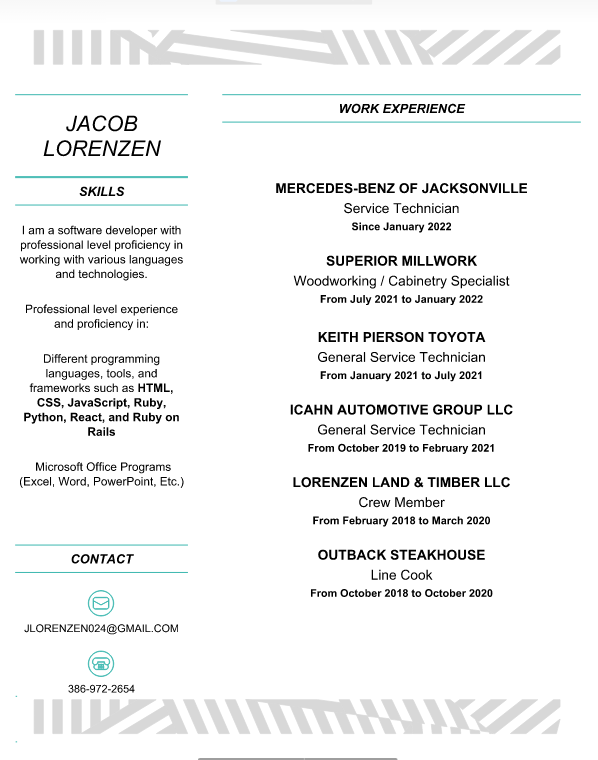 JACOB
LORENZEN
SKILLS
I am a software developer with
professional level proficiency in
working with various languages
and technologies.
Professional level experience
and proficiency in:
Different programming
languages, tools, and
frameworks such as HTML,
CSS, JavaScript, Ruby,
Python, React, and Ruby on
Rails
Microsoft Office Programs
(Excel, Word, PowerPoint, Etc.)
CONTACT
JLORENZEN024@GMAIL.COM
386-972-2654
WORK EXPERIENCE
MERCEDES-BENZ OF JACKSONVILLE
Service Technician
Since January 2022
SUPERIOR MILLWORK
Woodworking / Cabinetry Specialist
From July 2021 to January 2022
KEITH PIERSON TOYOTA
General Service Technician
From January 2021 to July 2021
ICAHN AUTOMOTIVE GROUP LLC
General Service Technician
From October 2019 to February 2021
LORENZEN LAND & TIMBER LLC
Crew Member
From February 2018 to March 2020
OUTBACK STEAKHOUSE
Line Cook
From October 2018 to October 2020